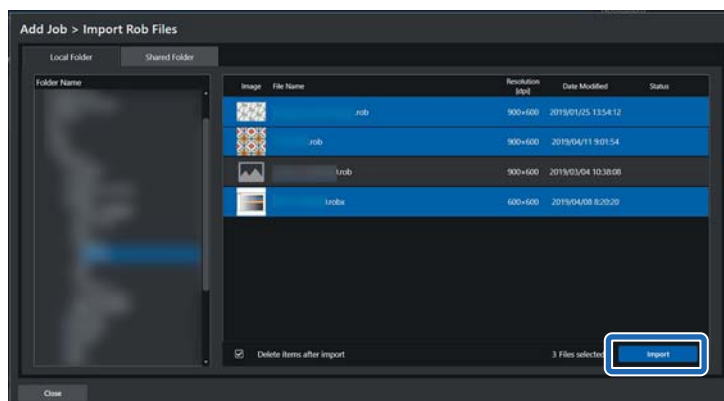 Add Job > Import Rob Files
Local Folder Shared Folder
Folder Name
Image File Name Resolution [dpi] Date Modified Status
.rob 900×600 2019/01/25 13:54:12
.rob 900×600 2019/04/11 9:01:54
.rob 900×600 2019/03/04 10:38:08
.robx 600×600 2019/04/08 8:20:20
Delete items after import 3 Files selected Import
Close